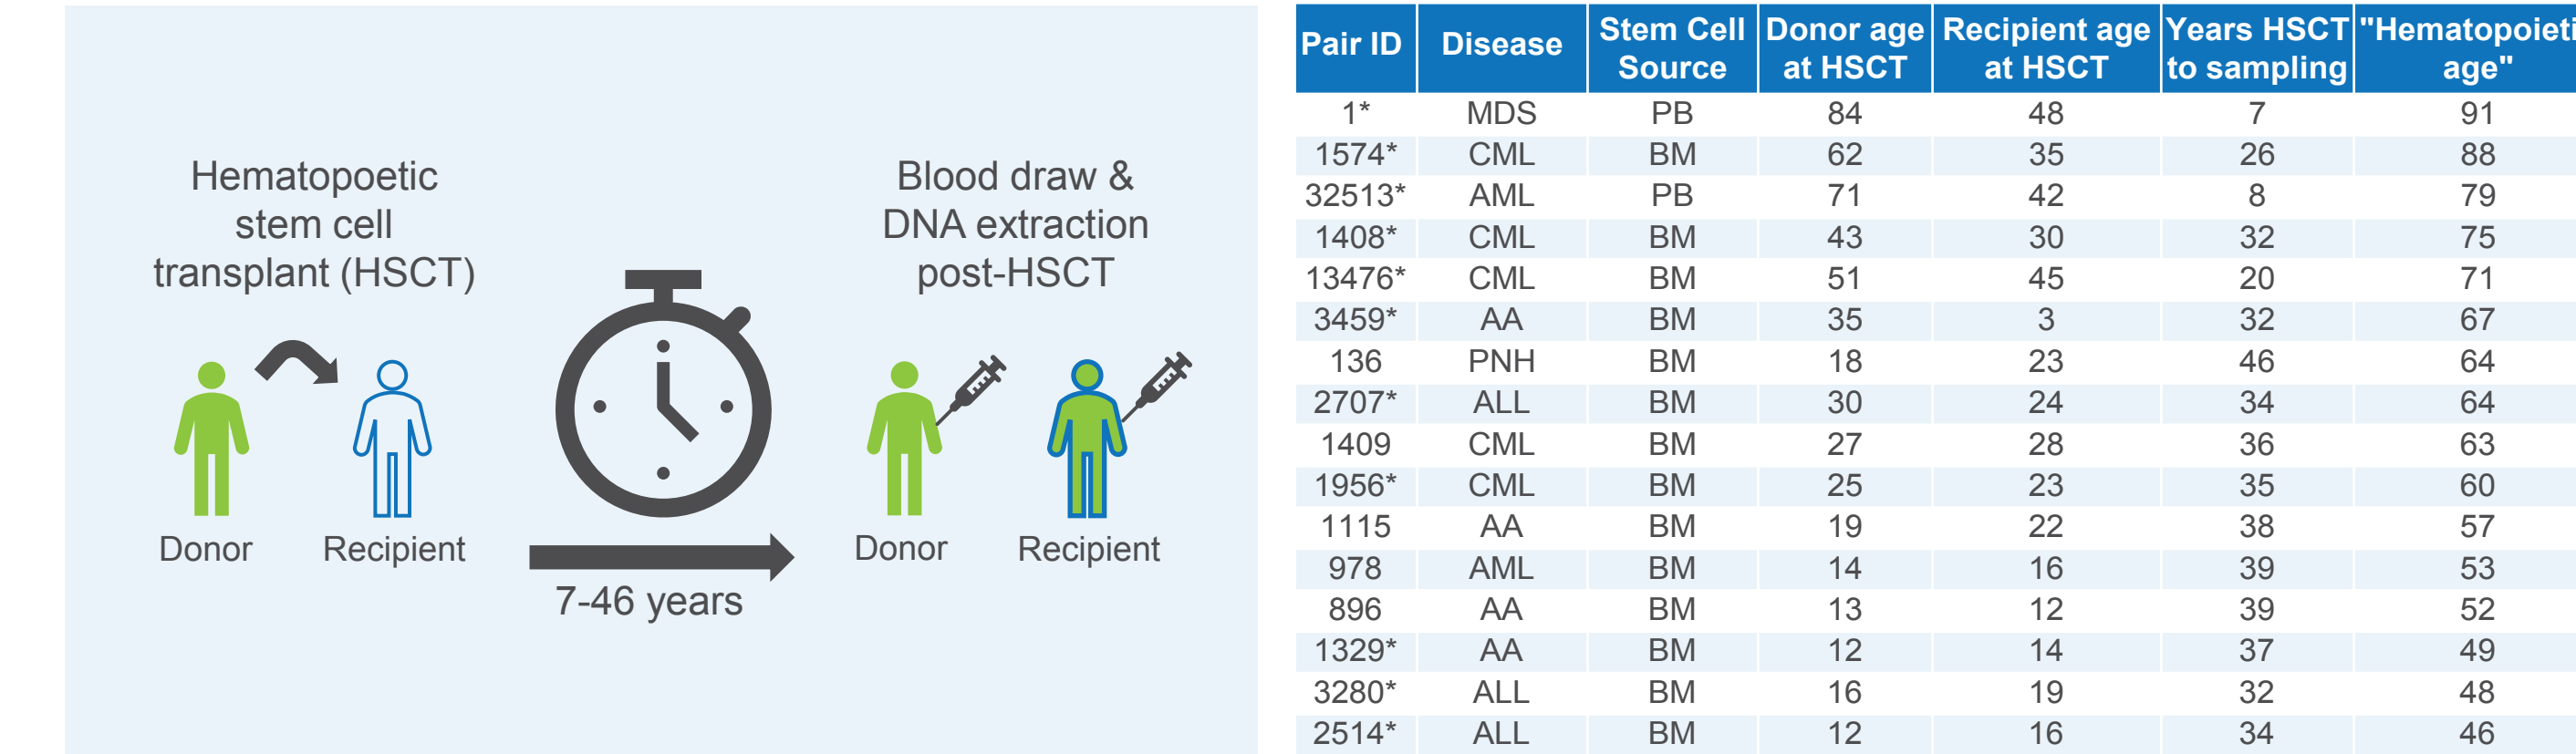 Hematopoetic
stem cell
transplant (HSCT)
Blood draw &
DNA extraction
post-HSCT
Donor
Recipient
7-46 years
Donor
Recipient
Pair ID Disease Stem Cell Source Donor age at HSCT Recipient age at HSCT Years HSCT to sampling "Hematopoieti age"
1* MDS PB 84 48 7 91
1574* CML BM 62 35 26 88
32513* AML PB 71 42 8 79
1408* CML BM 43 30 32 75
13476* CML BM 51 45 20 71
3459* AA BM 35 3 32 67
136 PNH BM 18 23 46 64
2707* ALL BM 30 24 34 64
1409 CML BM 27 28 36 63
1956* CML BM 25 23 35 60
1115 AA BM 19 22 38 57
978 AML BM 14 16 39 53
896 AA BM 13 12 39 52
1329* AA BM 12 14 37 49
3280* ALL BM 16 19 32 48
2514* ALL BM 12 16 34 46